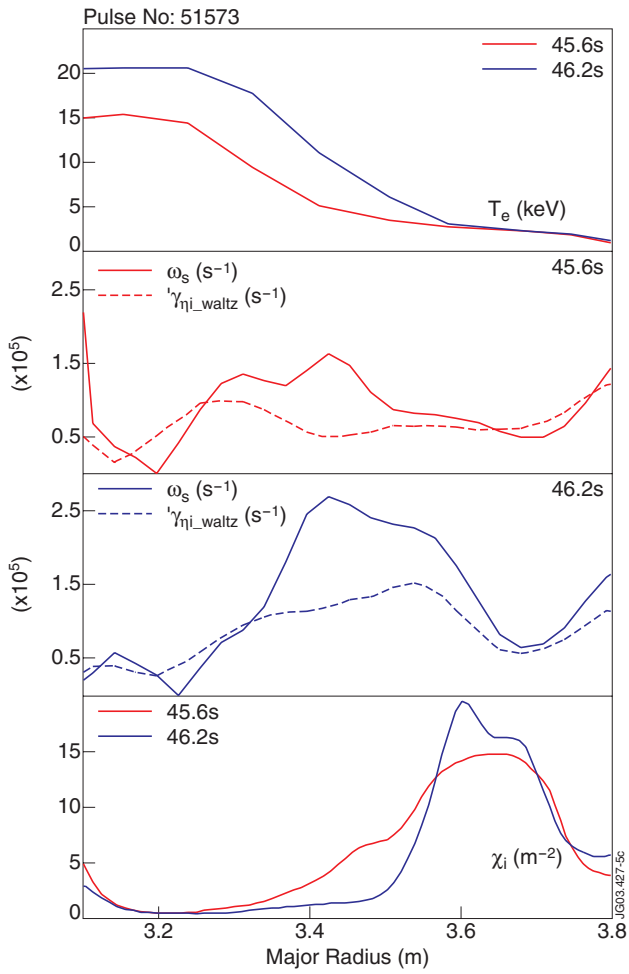 Pulse No: 51573
45.6s
46.2s
20
15
10
5
0
Te (keV)
ωs (s–1)
'γηi_waltz (s–1)
45.6s
2.5
1.5
0.5
(x10⁵)
ωs (s–1)
'γηi_waltz (s–1)
46.2s
2.5
1.5
0.5
(x10⁵)
45.6s
46.2s
15
10
5
0
χi (m–2)
3.2 3.4 3.6 3.8
Major Radius (m)
JG03.427-5c